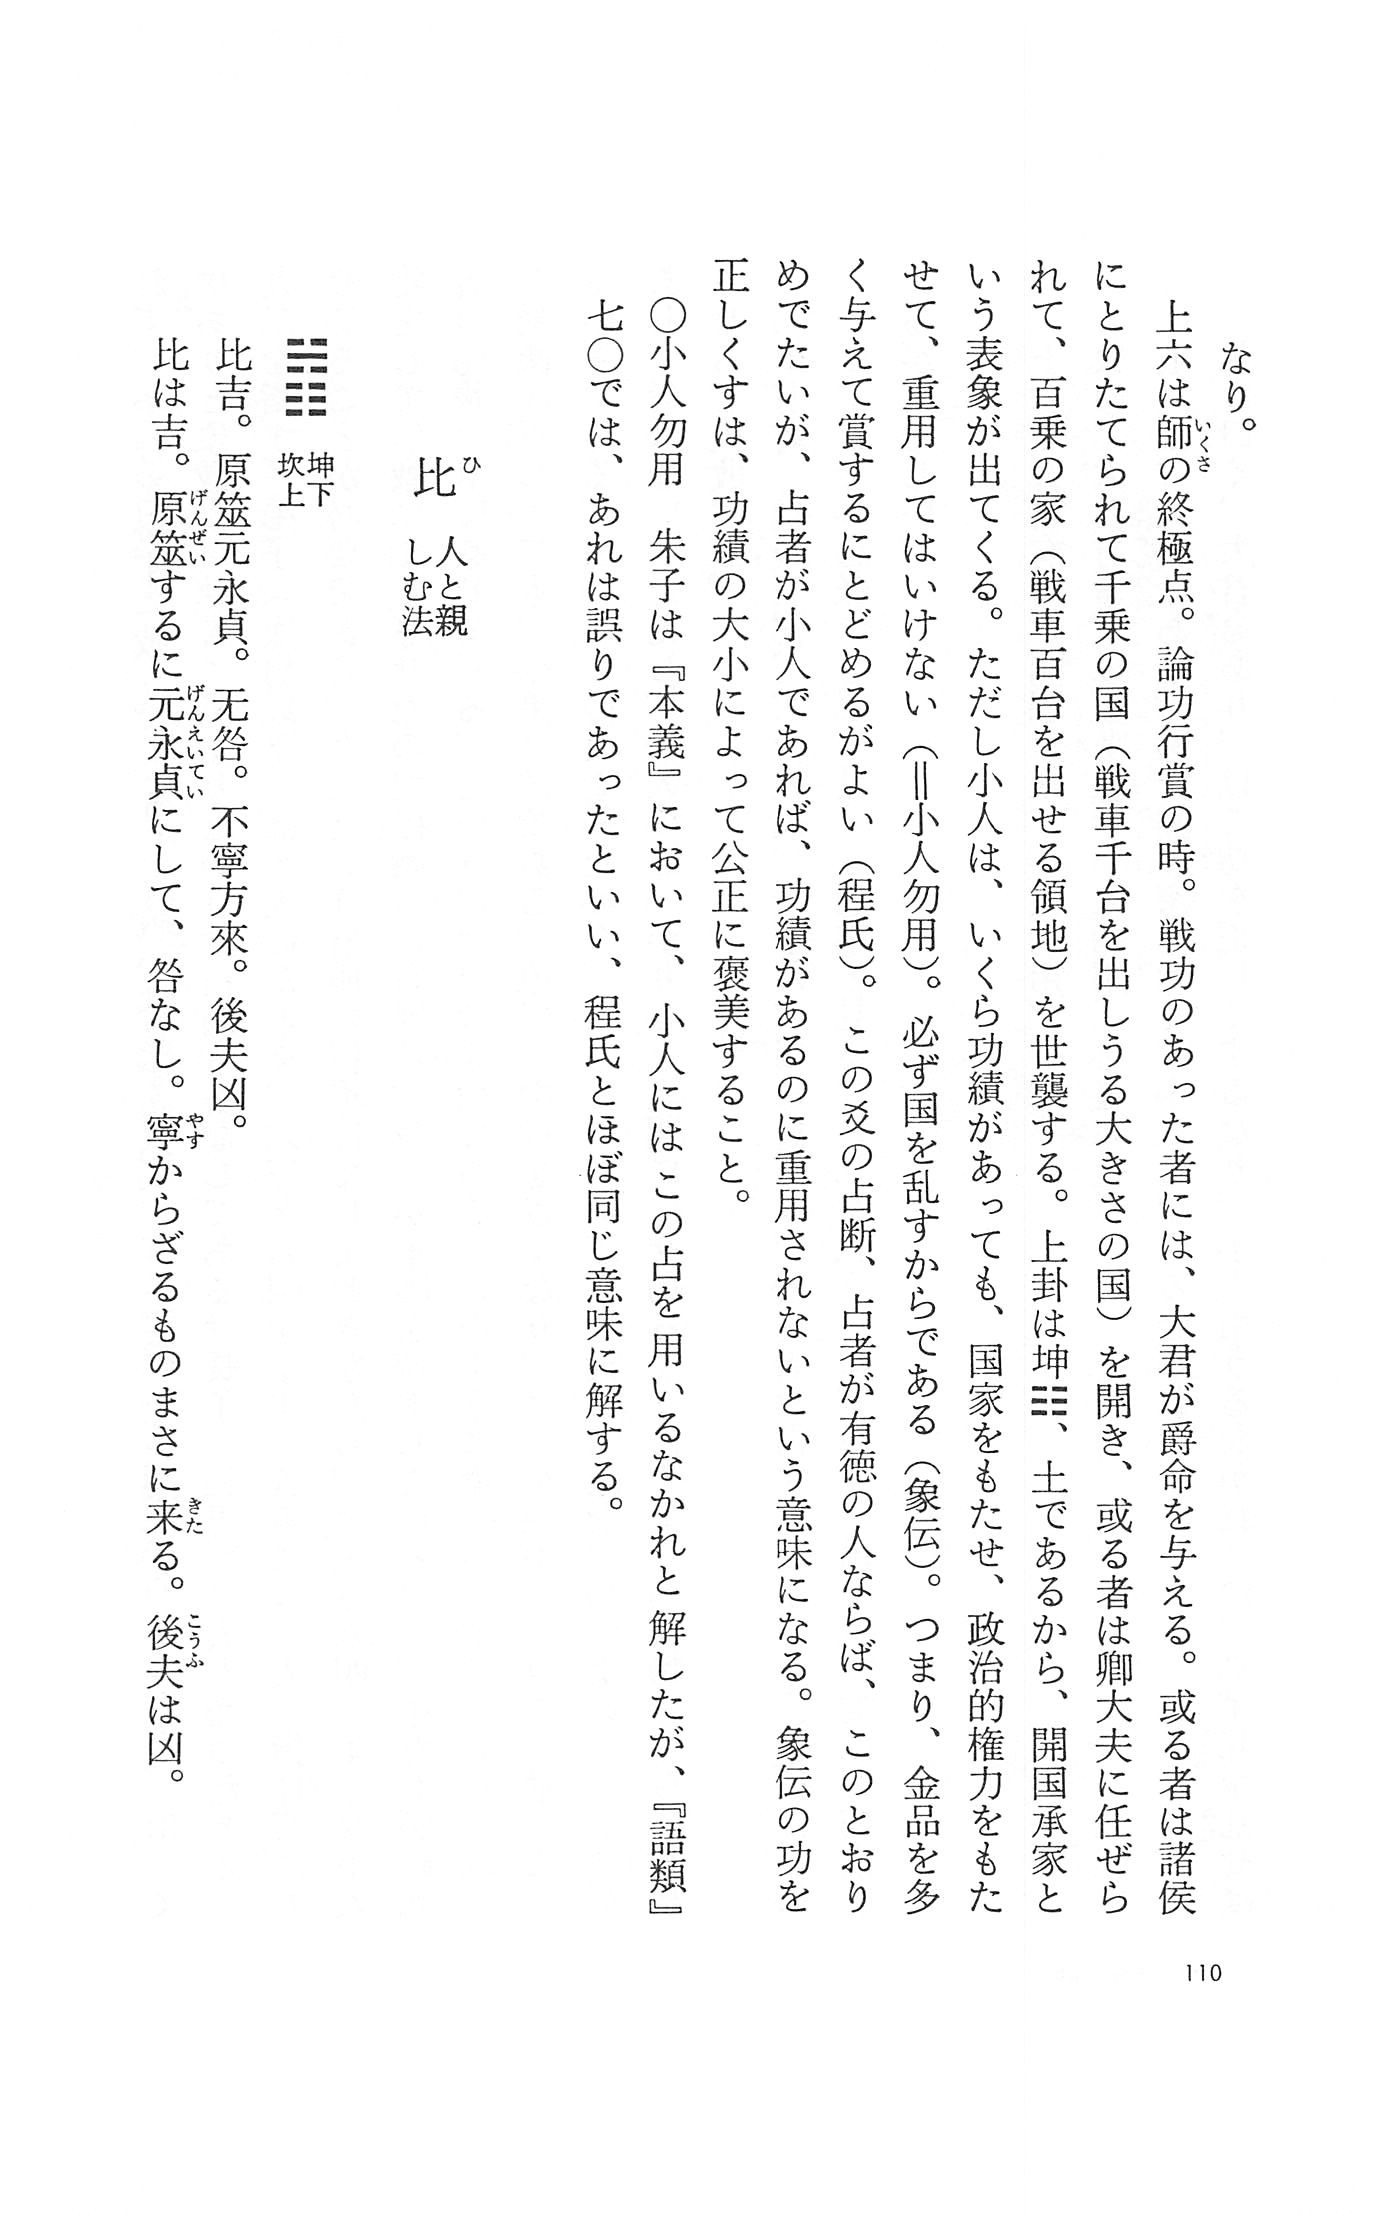 なり。
上六は師の終極点。論功行賞の時。戦功のあった者には、大君が爵命を与える。或る者は諸侯
にとりたてられて千乗の国（戦車千台を出しうる大きさの国）を開き、或る者は卿大夫に任ぜら
れて、百乗の家（戦車百台を出せる領地）を世襲する。上卦は坤☷、土であるから、開国承家と
いう表象が出てくる。ただし小人は、いくら功績があっても、国家をもたせ、政治的権力をもた
せて、重用してはいけない（＝小人勿用）。必ず国を乱すからである（象伝）。つまり、金品を多
く与えて賞するにとどめるがよい（程氏）。この爻の占断、占者が有徳の人ならば、このとおり
めでたいが、占者が小人であれば、功績があるのに重用されないという意味になる。象伝の功を
正しくすは、功績の大小によって公正に褒美すること。
〇小人勿用　朱子は『本義』において、小人にはこの占を用いるなかれと解したが、『語類』
七〇では、あれは誤りであったといい、程氏とほぼ同じ意味に解する。
比 人と親
しむ法
䷇ 坤下
坎上
比吉。原筮元永貞。无咎。不寧方來。後夫凶。
比は吉。原筮するに元永貞にして、咎なし。寧からざるものまさに来る。後夫は凶。
いくさ
ひ
げんぜい
げんえいてい
やす
きた
こうふ
110